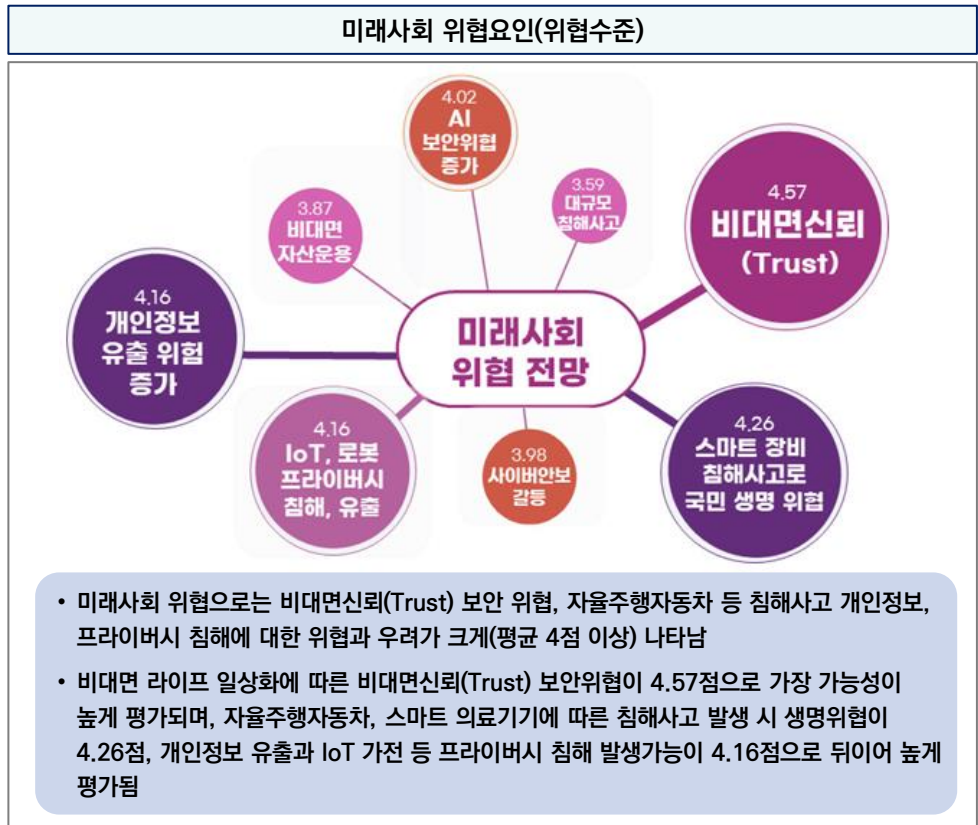 미래사회 위협요인(위협수준)
4.02
AI
보안위협
증가
3.59
대규모
침해사고
4.57
비대면신뢰
(Trust)
3.87
비대면
자산운용
4.16
개인정보
유출 위험
증가
미래사회
위협 전망
4.16
IoT, 로봇
프라이버시
침해, 유출
3.98
사이버안보
갈등
4.26
스마트 장비
침해사고로
국민 생명 위협
• 미래사회 위협으로는 비대면신뢰(Trust) 보안 위협, 자율주행자동차 등 침해사고 개인정보,
프라이버시 침해에 대한 위협과 우려가 크게(평균 4점 이상) 나타남
• 비대면 라이프 일상화에 따른 비대면신뢰(Trust) 보안위협이 4.57점으로 가장 가능성이
높게 평가되며, 자율주행자동차, 스마트 의료기기에 따른 침해사고 발생 시 생명위협이
4.26점, 개인정보 유출과 IoT 가전 등 프라이버시 침해 발생가능이 4.16점으로 뒤이어 높게
평가됨